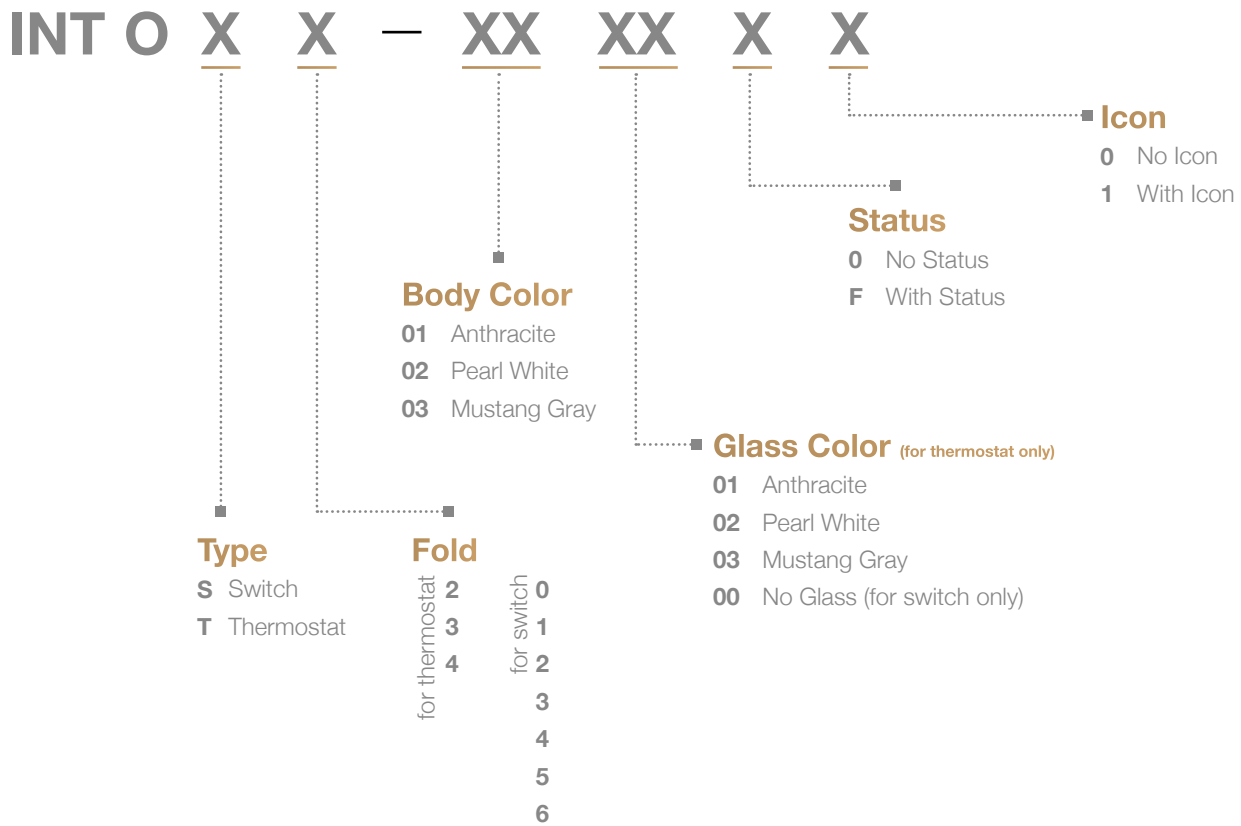 INT O X X — XX XX X X
Icon
0 No Icon
1 With Icon
Status
0 No Status
F With Status
Body Color
01 Anthracite
02 Pearl White
03 Mustang Gray
Glass Color (for thermostat only)
01 Anthracite
02 Pearl White
03 Mustang Gray
00 No Glass (for switch only)
Type
S Switch
T Thermostat
Fold
for thermostat
2
3
4
for switch
0
1
2
3
4
5
6